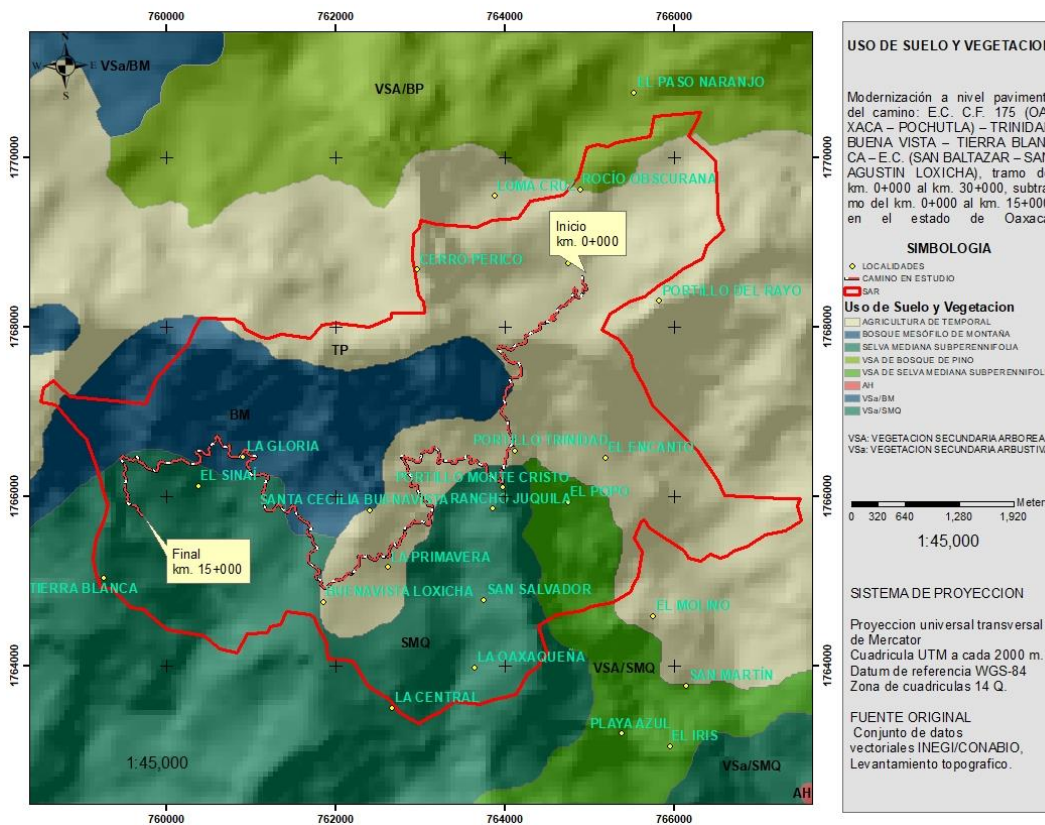 760000 762000 764000 766000
N
W E
S
VSa/BM
VSA/BP
EL PASO NARANJO
1770000
1770000
LOMA CRUZ
ROCÍO OBSCURANA
Inicio
km. 0+000
CERRO PERICO
PORTILLO DEL RAYO
1768000
1768000
TP
BM
LA GLORIA
PORTILLO TRINIDAD
EL ENCANTO
EL SINAÍ
PORTILLO MONTE CRISTO
1766000
1766000
SANTA CECILIA BUENAVISTA
RANCHO JUQUILA
EL POPO
Final
km. 15+000
LA PRIMAVERA
TIERRA BLANCA
BUENAVISTA LOXICHA
SAN SALVADOR
EL MOLINO
SMQ
1764000
1764000
LA OAXAQUEÑA
VSA/SMQ
SAN MARTÍN
LA CENTRAL
PLAYA AZUL
EL IRIS
1:45,000
VSa/SMQ
AH
760000 762000 764000 766000
USO DE SUELO Y VEGETACION
Modernización a nivel paviment
del camino: E.C. C.F. 175 (OA
XACA – POCHUTLA) – TRINIDAD
BUENA VISTA – TIERRA BLAN
CA – E.C. (SAN BALTAZAR – SAN
AGUSTIN LOXICHA), tramo de
km. 0+000 al km. 30+000, subtra
mo del km. 0+000 al km. 15+000
en el estado de Oaxaca
SIMBOLOGIA
LOCALIDADES
CAMINO EN ESTUDIO
SAR
Uso de Suelo y Vegetacion
AGRICULTURA DE TEMPORAL
BOSQUE MESÓFILO DE MONTAÑA
SELVA MEDIANA SUBPERENNIFOLIA
VSA DE BOSQUE DE PINO
VSA DE SELVA MEDIANA SUBPERENNIFOL
AH
VSa/BM
VSa/SMQ
VSA: VEGETACION SECUNDARIA ARBOREA
VSa: VEGETACION SECUNDARIA ARBUSTIVA
Meter
0 320 640 1,280 1,920
1:45,000
SISTEMA DE PROYECCION
Proyeccion universal transversal
de Mercator
Cuadricula UTM a cada 2000 m.
Datum de referencia WGS-84
Zona de cuadriculas 14 Q.
FUENTE ORIGINAL
Conjunto de datos
vectoriales INEGI/CONABIO,
Levantamiento topografico.